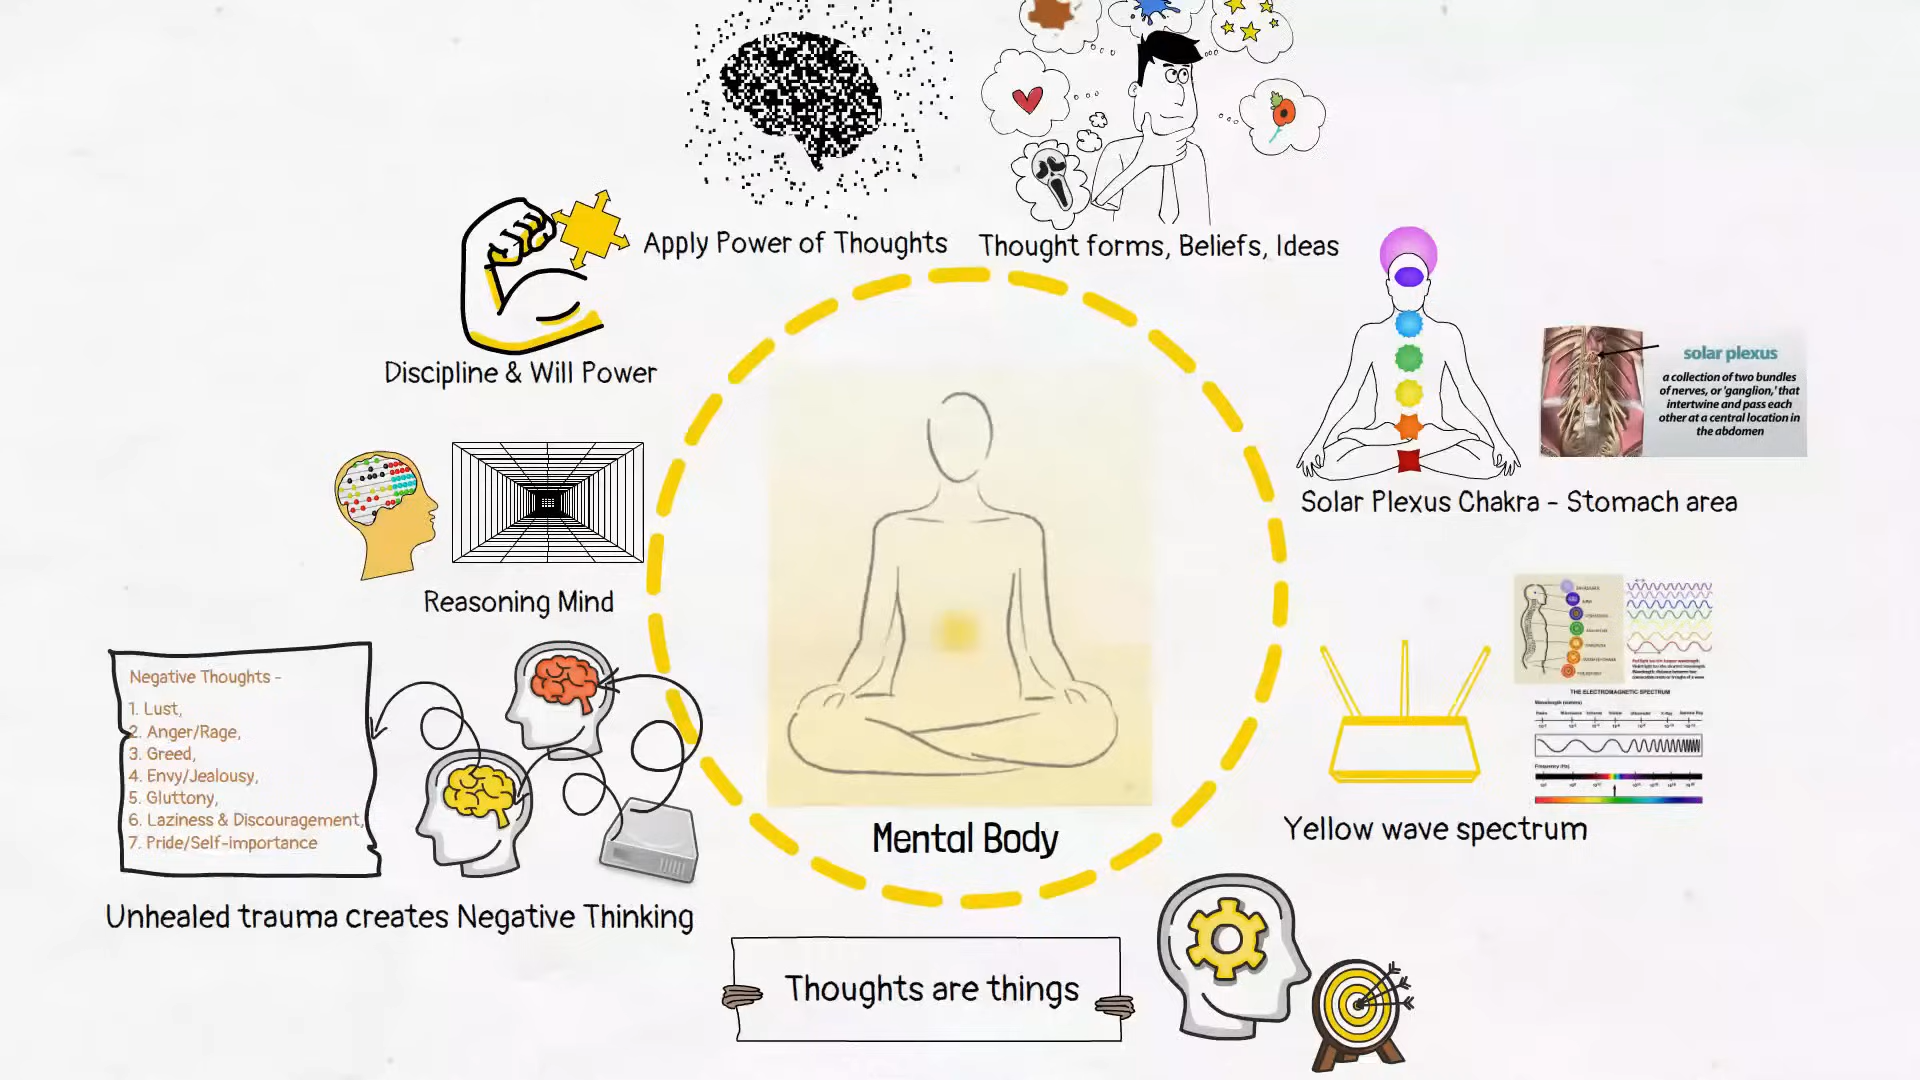 Apply Power of Thoughts
Thought forms, Beliefs, Ideas
Discipline & Will Power
solar plexus
a collection of two bundles
of nerves, or 'ganglion,' that
intertwine and pass each
other at a central location in
the abdomen
Solar Plexus Chakra - Stomach area
Reasoning Mind
Negative Thoughts -
1. Lust,
2. Anger/Rage,
3. Greed,
4. Envy/Jealousy,
5. Gluttony,
6. Laziness & Discouragement,
7. Pride/Self-importance
Unhealed trauma creates Negative Thinking
Mental Body
THE ELECTROMAGNETIC SPECTRUM
Yellow wave spectrum
Thoughts are things